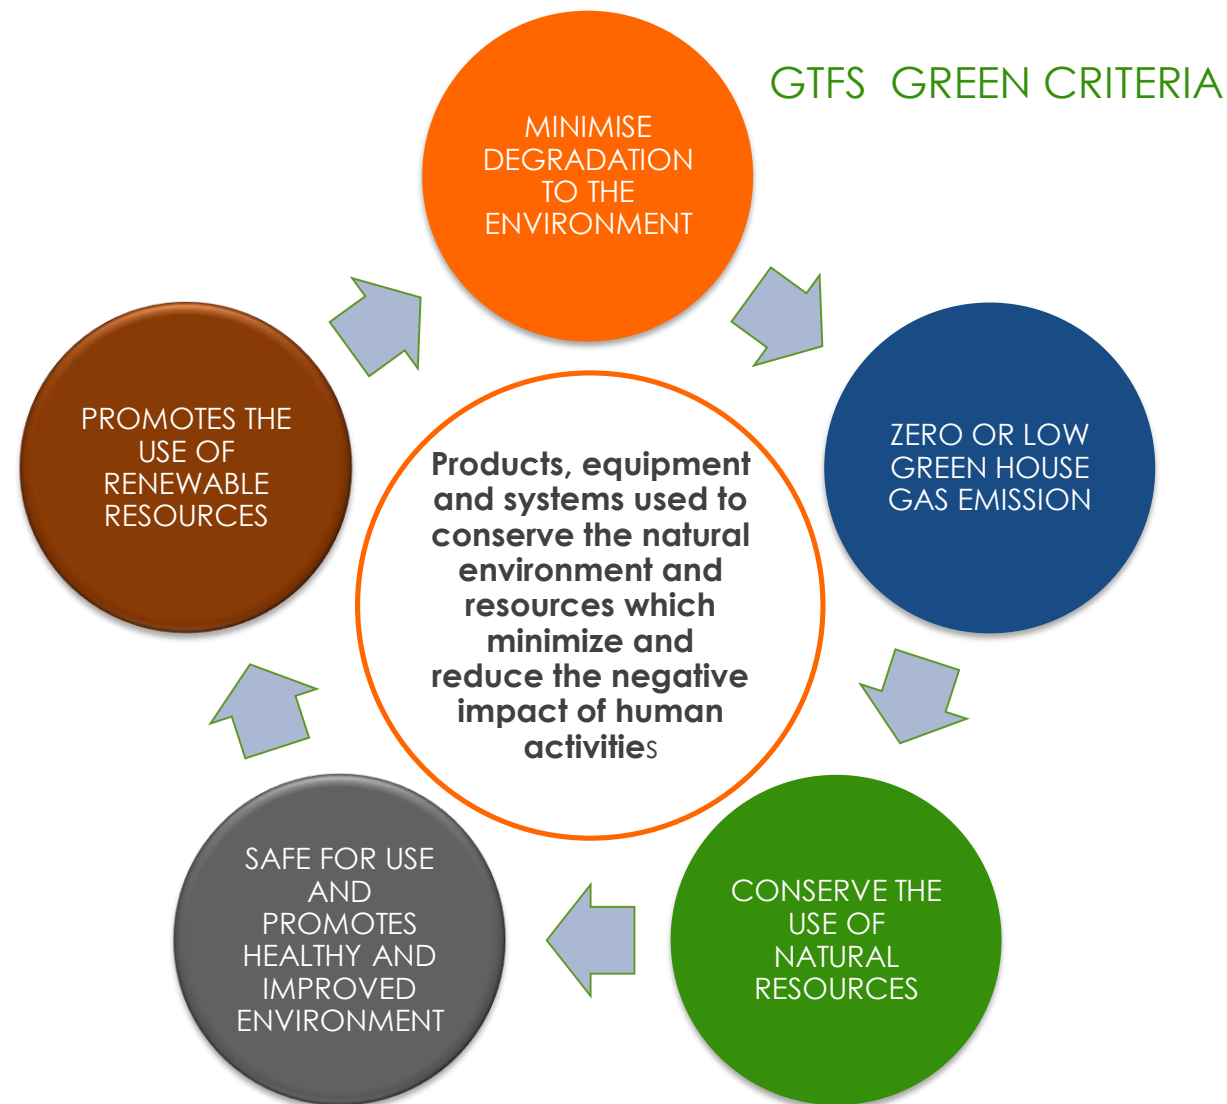 GTFS  GREEN CRITERIA
MINIMISE
DEGRADATION
TO THE
ENVIRONMENT
ZERO OR LOW
GREEN HOUSE
GAS EMISSION
CONSERVE THE
USE OF
NATURAL
RESOURCES
SAFE FOR USE
AND
PROMOTES
HEALTHY AND
IMPROVED
ENVIRONMENT
PROMOTES THE
USE OF
RENEWABLE
RESOURCES
Products, equipment
and systems used to
conserve the natural
environment and
resources which
minimize and
reduce the negative
impact of human
activities